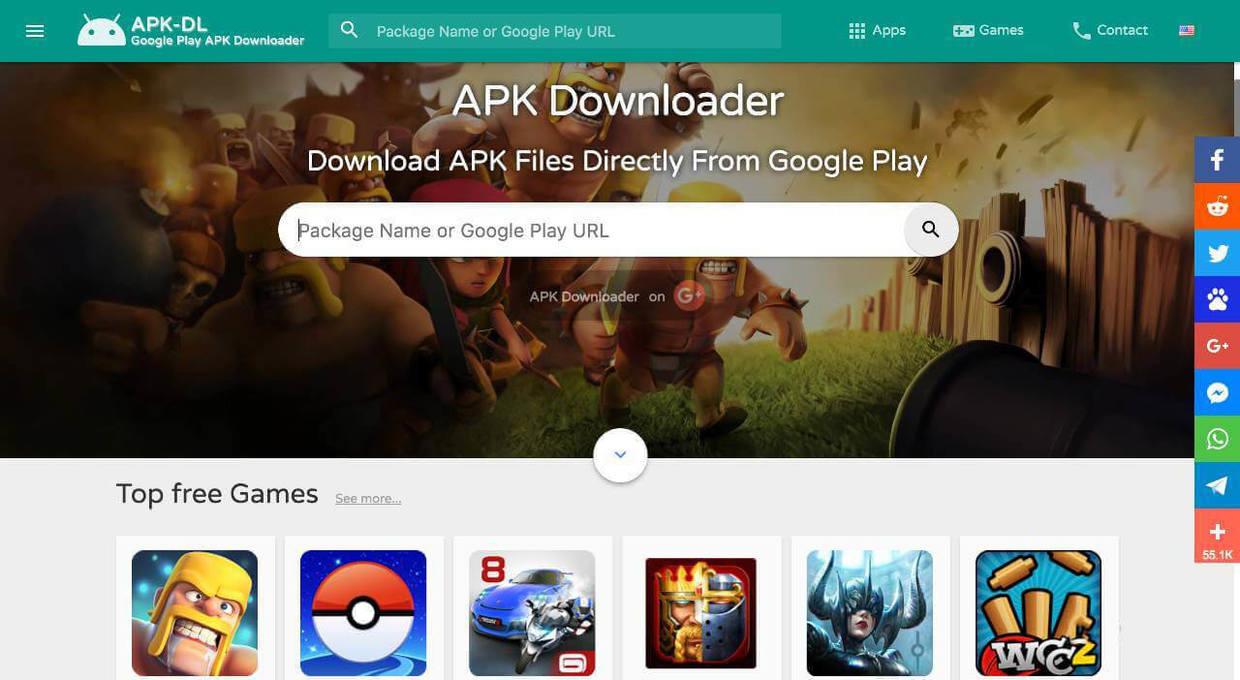 APK-DL
Google Play APK Downloader
Package Name or Google Play URL
Apps
Games
Contact
APK Downloader
Download APK Files Directly From Google Play
Package Name or Google Play URL
APK Downloader on G+
Top free Games See more...
f
G+
55.1K
8
6
WCC2